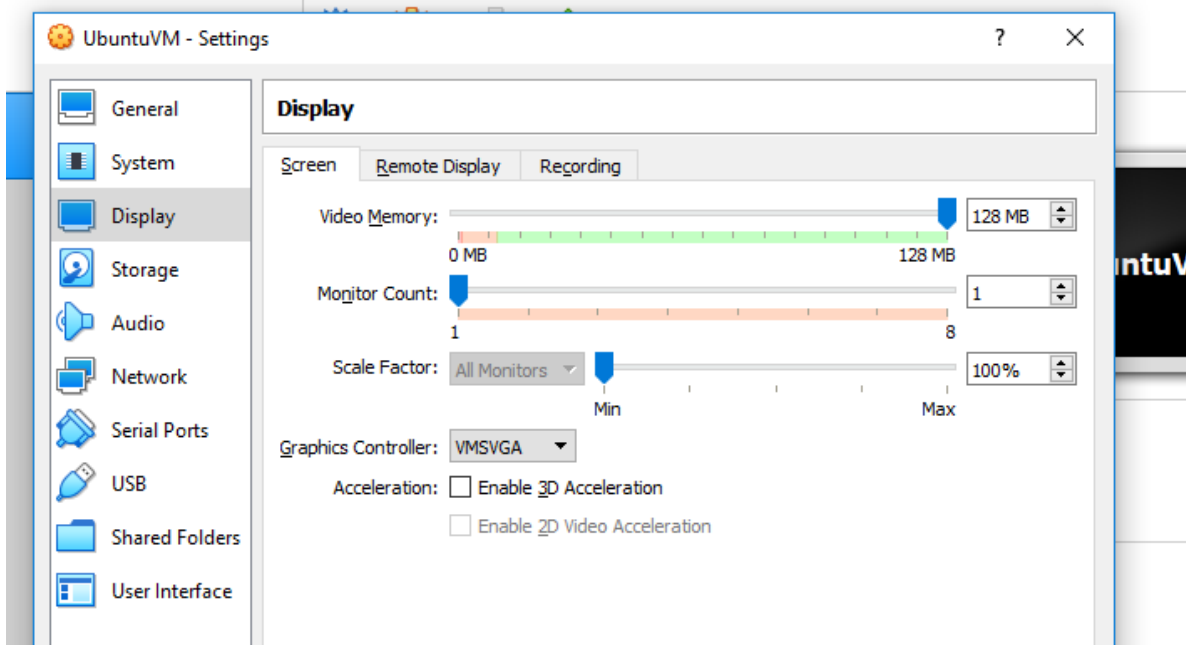 UbuntuVM - Settings
?
General
System
Display
Storage
Audio
Network
Serial Ports
USB
Shared Folders
User Interface
Display
Screen Remote Display Recording
Video Memory: 128 MB
0 MB 128 MB
Monitor Count: 1
1 8
Scale Factor: All Monitors 100%
Min Max
Graphics Controller: VMSVGA
Acceleration: Enable 3D Acceleration
Enable 2D Video Acceleration